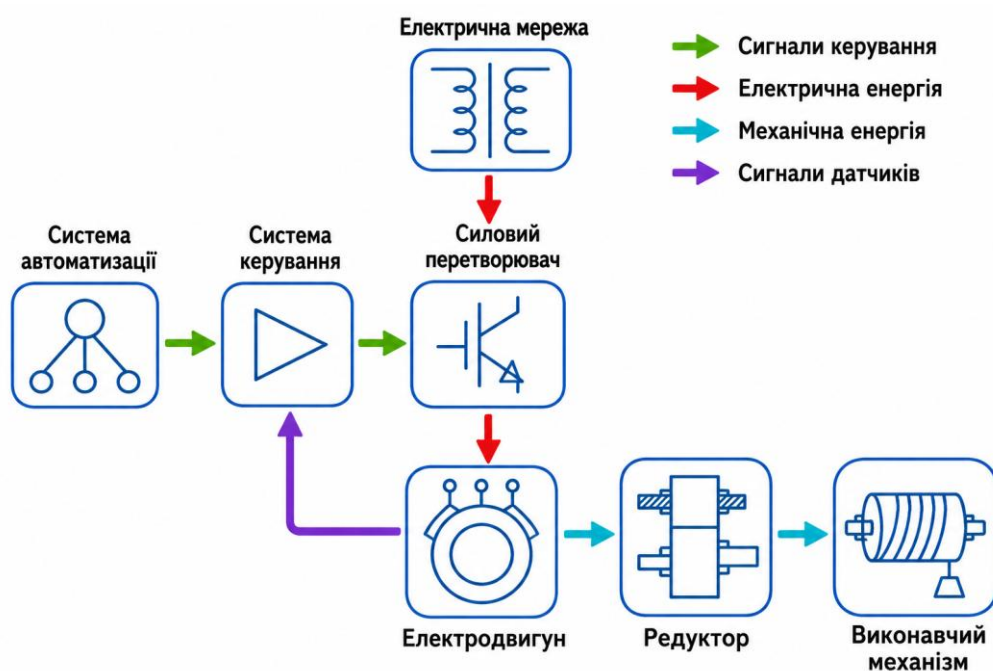 Електрична мережа
Сигнали керування
Електрична енергія
Механічна енергія
Сигнали датчиків
Система
автоматизації
Система
керування
Силовий
перетворювач
Електродвигун
Редуктор
Виконавчий
механізм